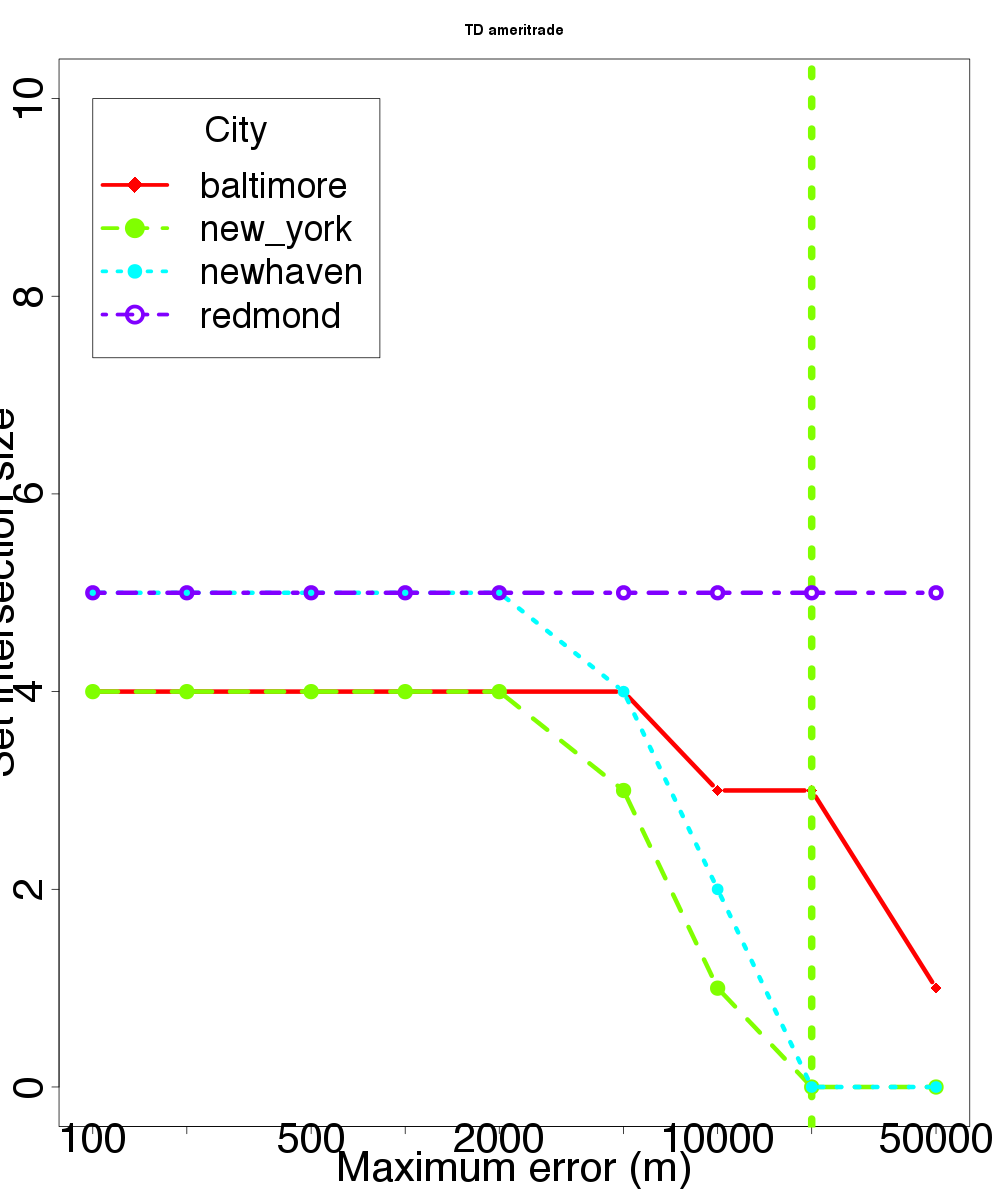 TD ameritrade
City
baltimore
new_york
newhaven
redmond
10
8
6
4
2
0
Set intersection size
100 500 2000 10000 50000
Maximum error (m)